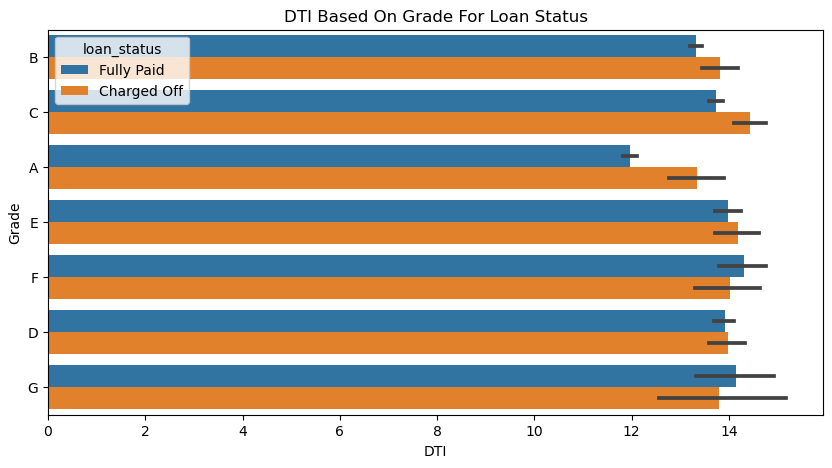 DTI Based On Grade For Loan Status
loan_status
Fully Paid
Charged Off
B
C
A
E
F
D
G
Grade
0 2 4 6 8 10 12 14
DTI